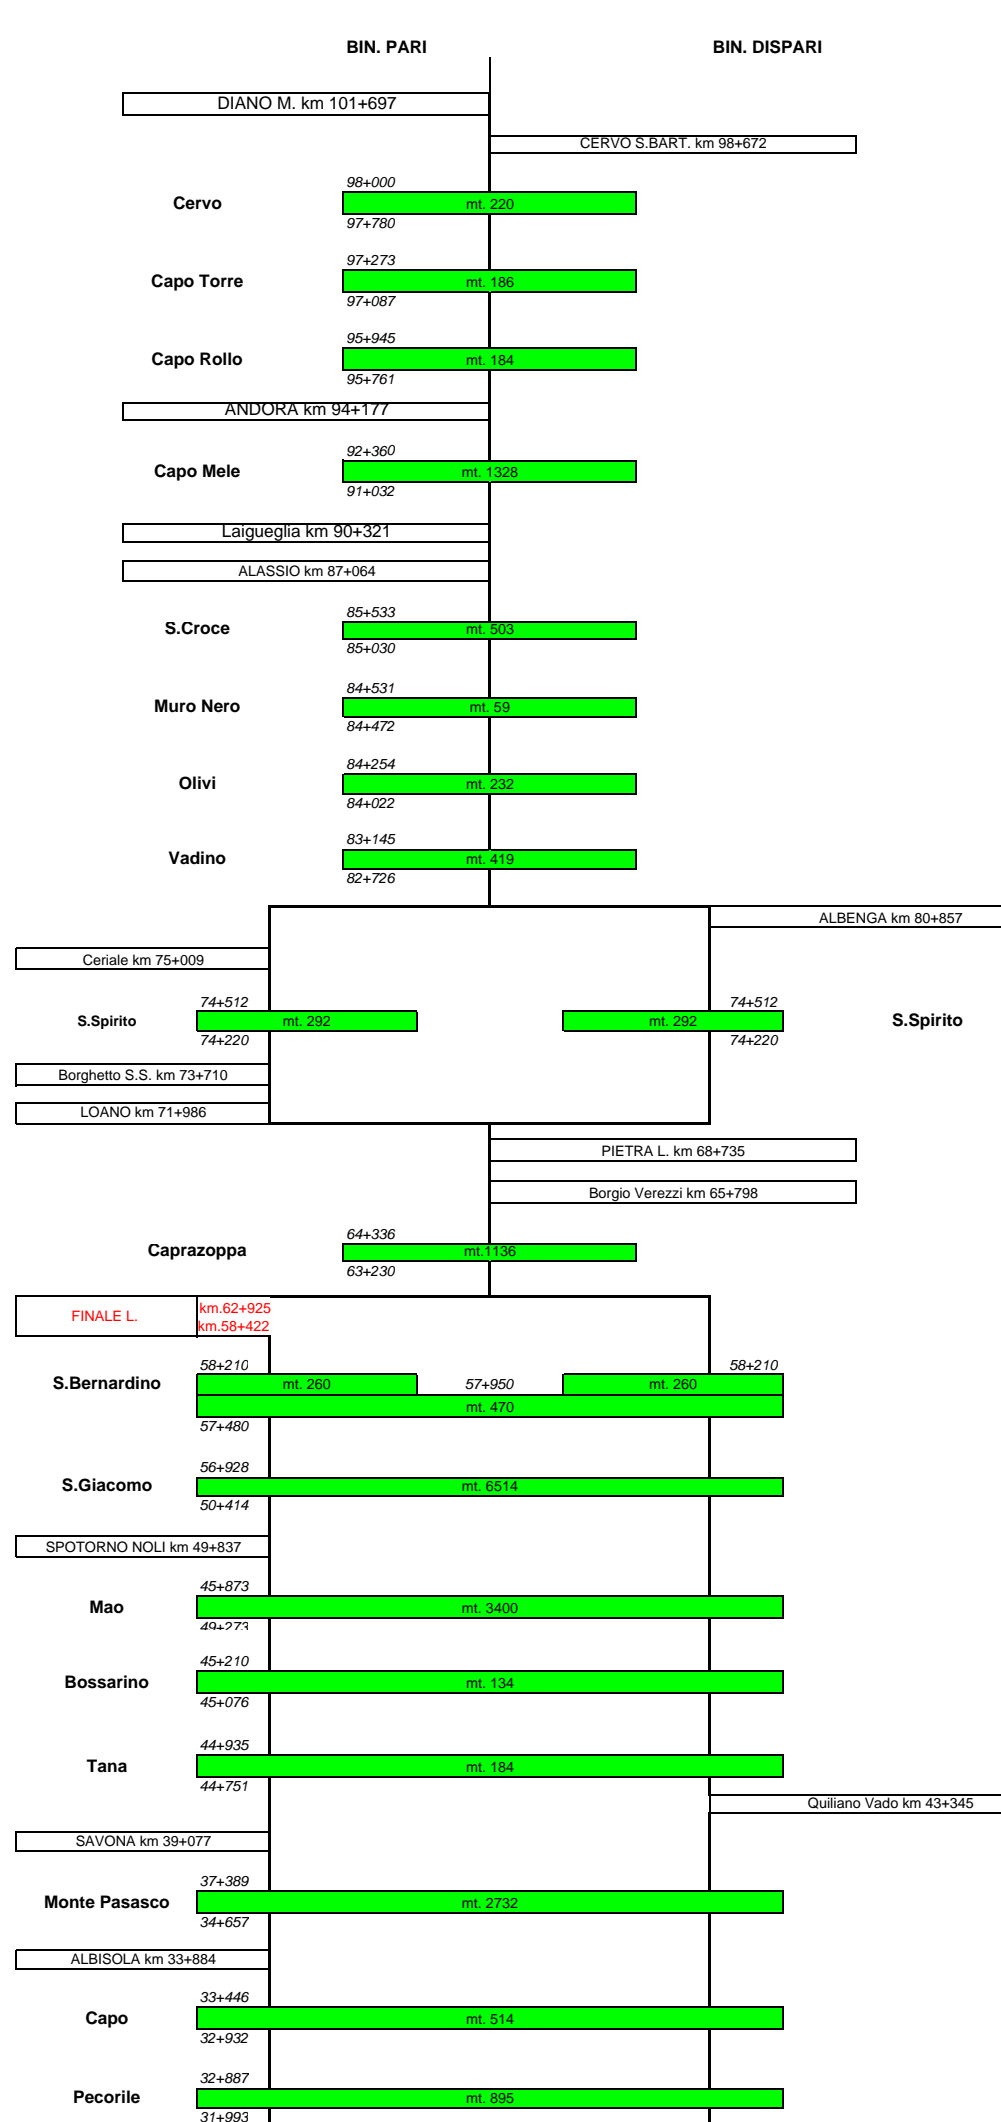 BIN. PARI BIN. DISPARI
DIANO M. km 101+697
CERVO S.BART. km 98+672
98+000
Cervo mt. 220
97+780
97+273
Capo Torre mt. 186
97+087
95+945
Capo Rollo mt. 184
95+761
ANDORA km 94+177
92+360
Capo Mele mt. 1328
91+032
Laigueglia km 90+321
ALASSIO km 87+064
85+533
S.Croce mt. 503
85+030
84+531
Muro Nero mt. 59
84+472
84+254
Olivi mt. 232
84+022
83+145
Vadino mt. 419
82+726
ALBENGA km 80+857
Ceriale km 75+009
74+512 74+512
S.Spirito mt. 292 mt. 292 S.Spirito
74+220 74+220
Borghetto S.S. km 73+710
LOANO km 71+986
PIETRA L. km 68+735
Borgio Verezzi km 65+798
64+336
Caprazoppa mt.1136
63+230
FINALE L. km.62+925
km.58+422
58+210 58+210
S.Bernardino mt. 260 57+950 mt. 260
mt. 470
57+480
56+928
S.Giacomo mt. 6514
50+414
SPOTORNO NOLI km 49+837
45+873
Mao mt. 3400
49+273
45+210
Bossarino mt. 134
45+076
44+935
Tana mt. 184
44+751
Quiliano Vado km 43+345
SAVONA km 39+077
37+389
Monte Pasasco mt. 2732
34+657
ALBISOLA km 33+884
33+446
Capo mt. 514
32+932
32+887
Pecorile mt. 895
31+993